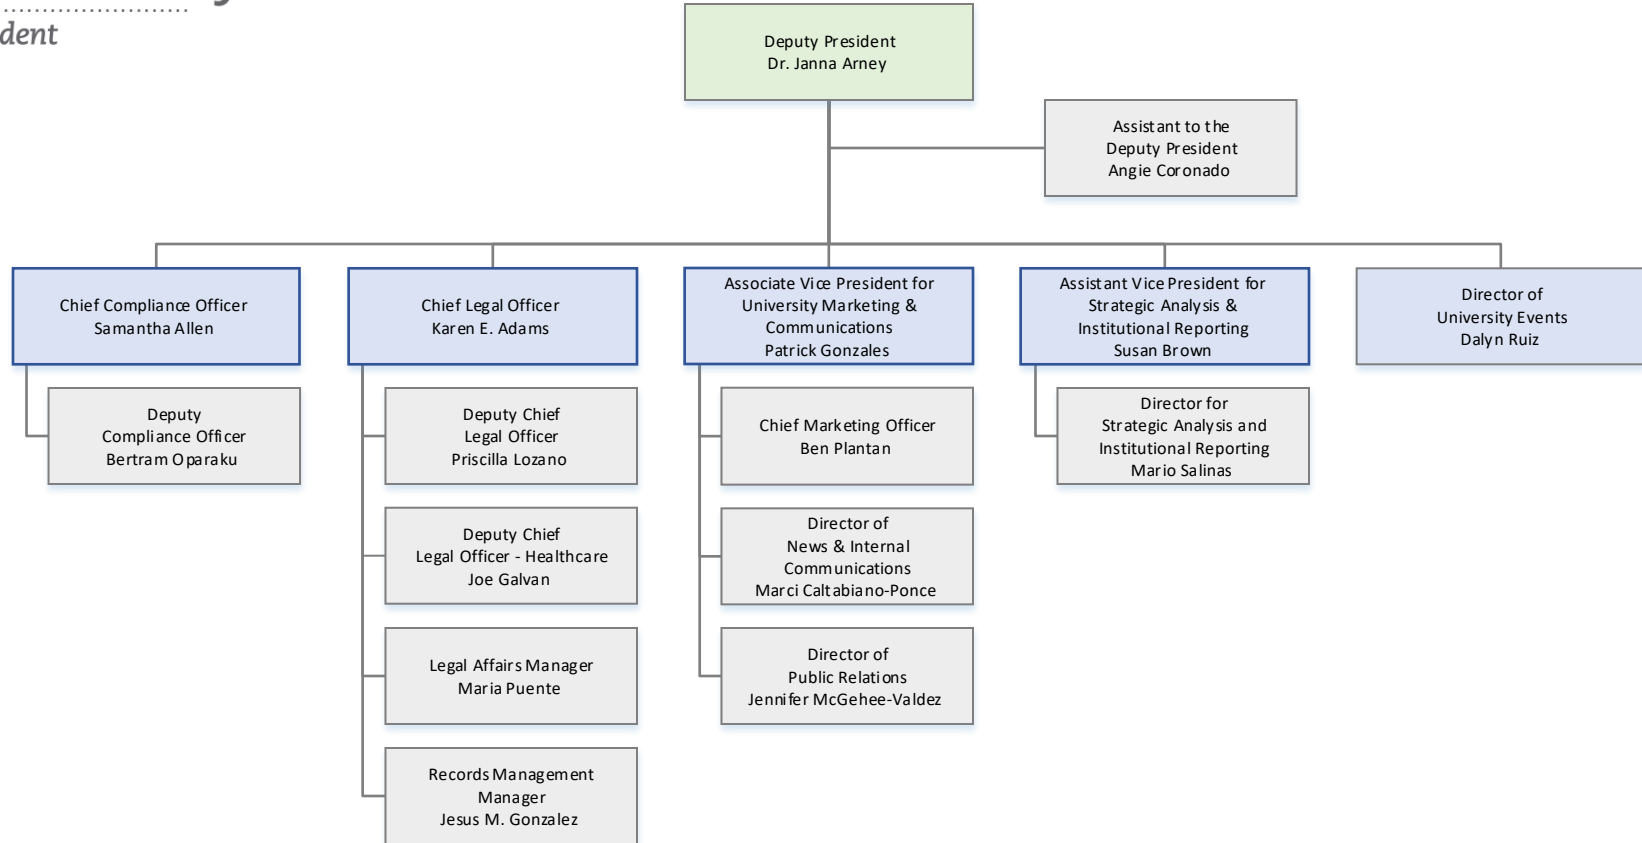 dent
Deputy President
Dr. Janna Arney
Assistant to the
Deputy President
Angie Coronado
Chief Compliance Officer
Samantha Allen
Chief Legal Officer
Karen E. Adams
Associate Vice President for
University Marketing &
Communications
Patrick Gonzales
Assistant Vice President for
Strategic Analysis &
Institutional Reporting
Susan Brown
Director of
University Events
Dalyn Ruiz
Deputy
Compliance Officer
Bertram Oparaku
Deputy Chief
Legal Officer
Priscilla Lozano
Chief Marketing Officer
Ben Plantan
Director for
Strategic Analysis and
Institutional Reporting
Mario Salinas
Deputy Chief
Legal Officer - Healthcare
Joe Galvan
Director of
News & Internal
Communications
Marci Caltabiano-Ponce
Legal Affairs Manager
Maria Puente
Director of
Public Relations
Jennifer McGehee-Valdez
Records Management
Manager
Jesus M. Gonzalez